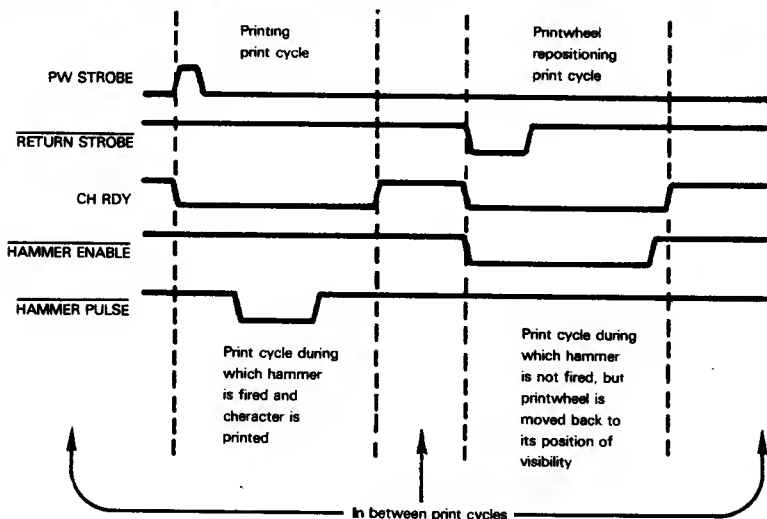 Printing
print cycle
Printwheel
repositioning
print cycle
PW STROBE
RETURN STROBE
CH RDY
HAMMER ENABLE
HAMMER PULSE
Print cycle during
which hammer
is fired and
cheracter is
printed
Print cycle during
which hammer
is not fired, but
printwheel is
moved back to
its position of
visibility
In between print cycles